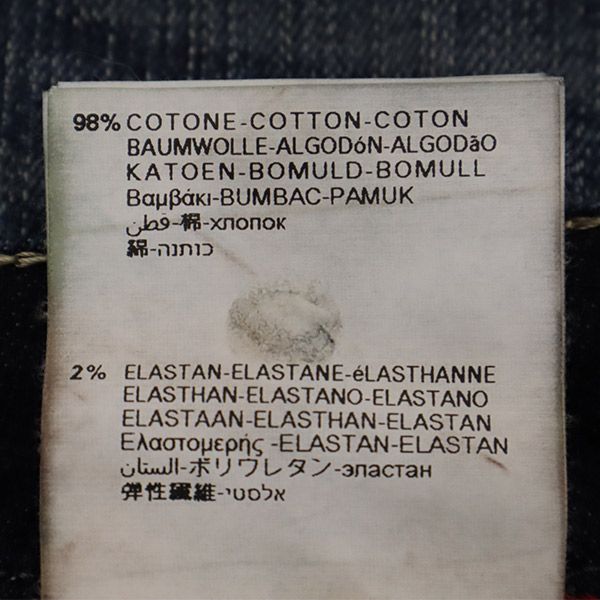 98% COTONE-COTTON-COTON
BAUMWOLLE-ALGODóN-ALGODãO
KATOEN-BOMULD-BOMULL
Βαμβάκι-BUMBAC-PAMUK
قطن-棉-хлопок
綿-כותנה
2% ELASTAN-ELASTANE-éLASTHANNE
ELASTHAN-ELASTANO-ELASTANO
ELASTAAN-ELASTHAN-ELASTAN
Ελαστομερής -ELASTAN-ELASTAN
الستان-ポリウレタン-эластан
弹性纖維-אלסטי